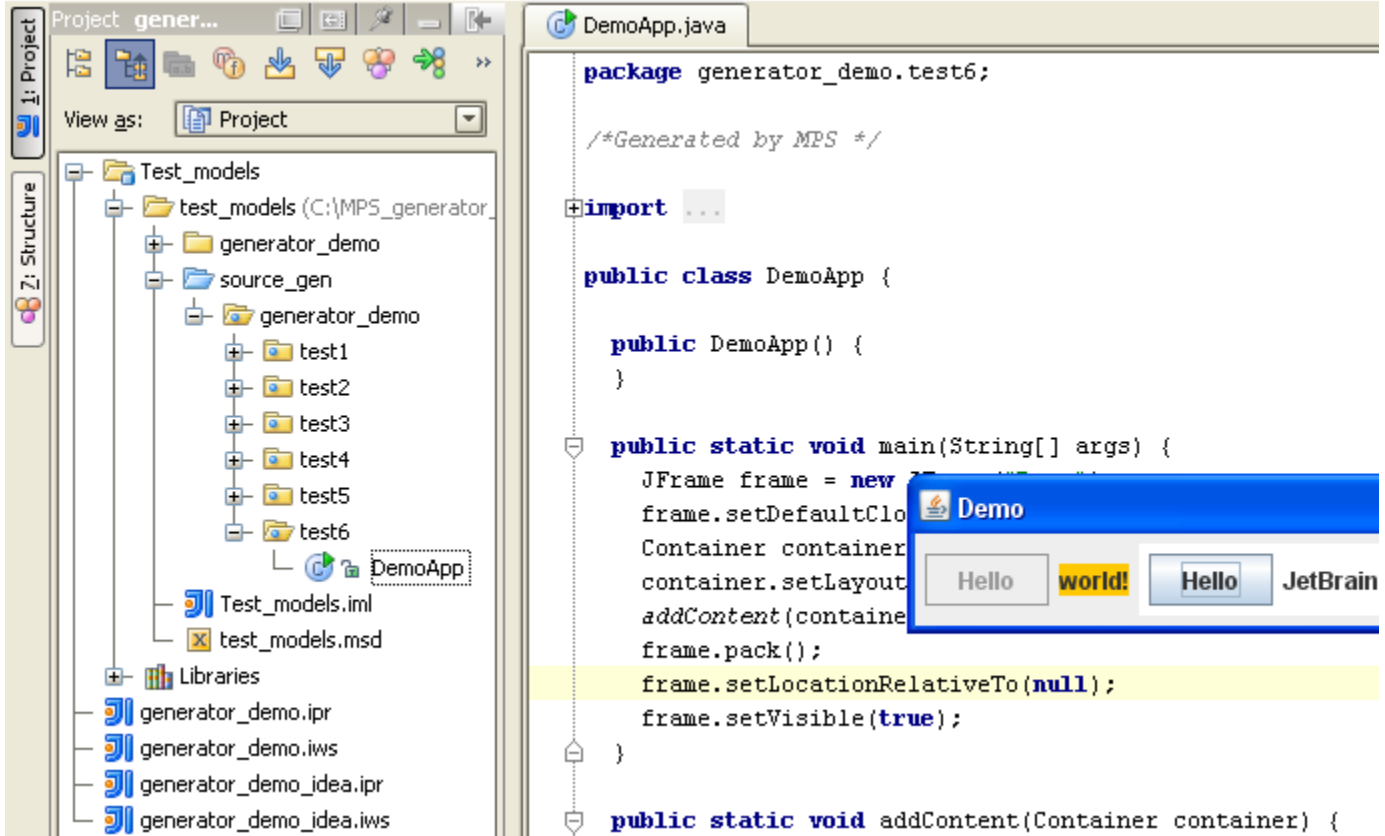 Project gener...
1: Project
7: Structure
View as: Project
Test_models
test_models (C:\MPS_generator_
generator_demo
source_gen
generator_demo
test1
test2
test3
test4
test5
test6
DemoApp
Test_models.iml
test_models.msd
Libraries
generator_demo.ipr
generator_demo.iws
generator_demo_idea.ipr
generator_demo_idea.iws
DemoApp.java
package generator_demo.test6;
/*Generated by MPS */
import ...
public class DemoApp {
public DemoApp() {
}
public static void main(String[] args) {
JFrame frame = new
frame.setDefaultClo
Container container
container.setLayout
addContent(containe
frame.pack();
frame.setLocationRelativeTo(null);
frame.setVisible(true);
}
public static void addContent(Container container) {
Demo
Hello world! Hello JetBrain